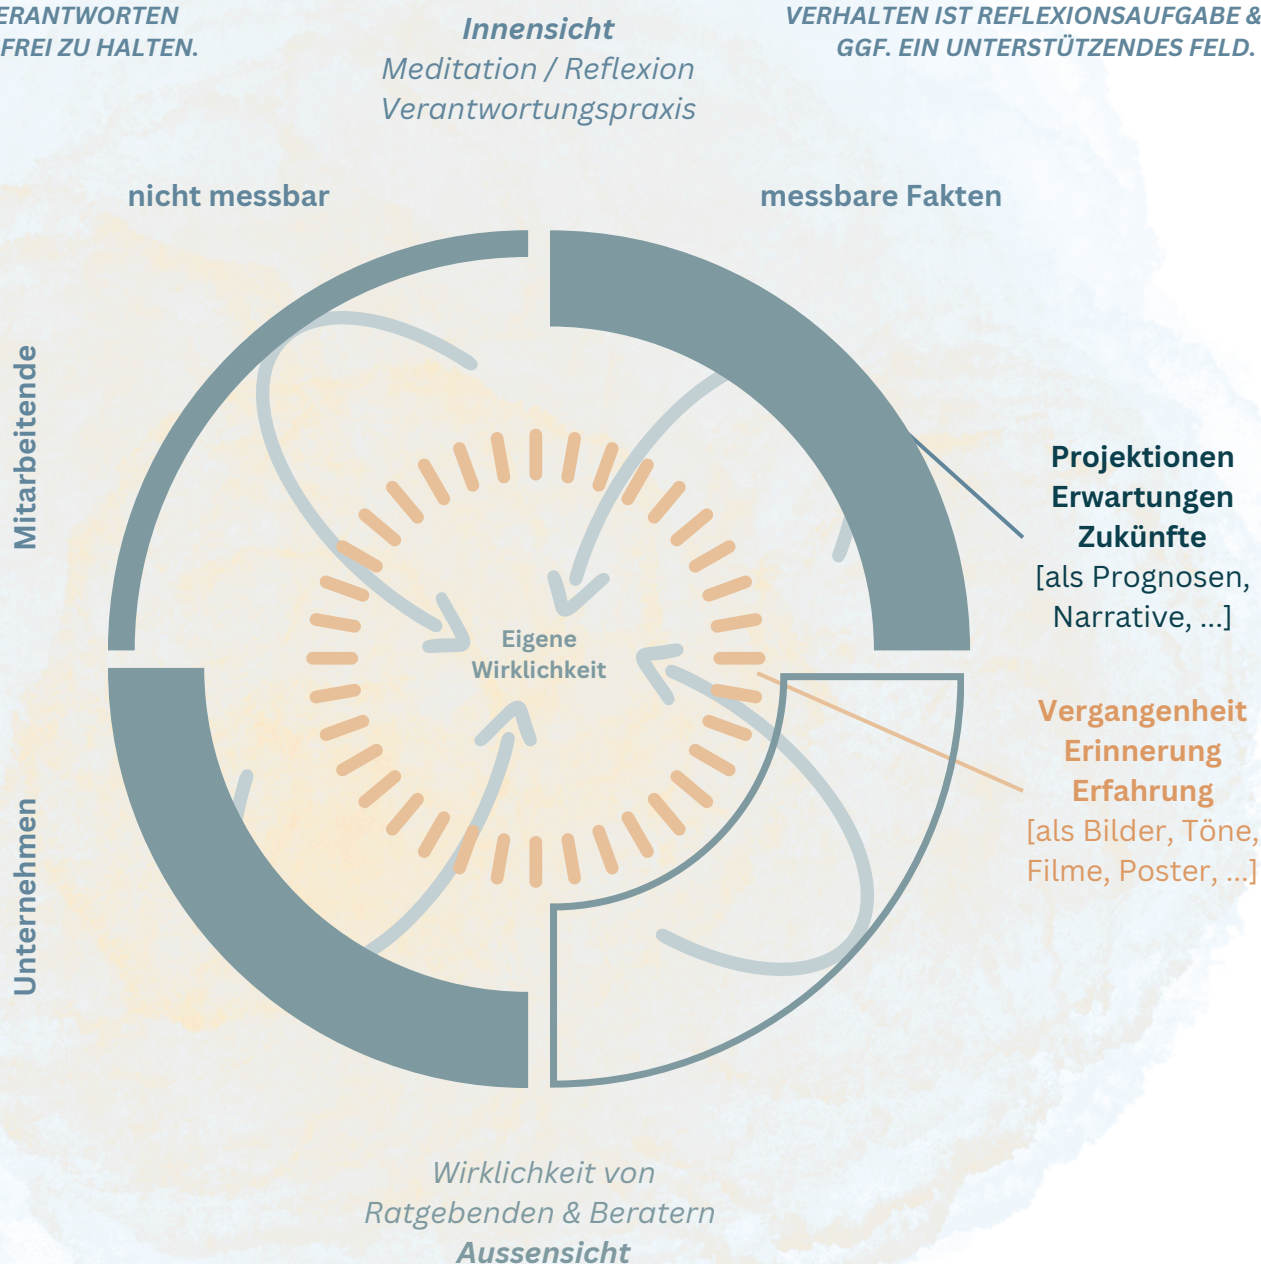 ERANTWORTEN
FREI ZU HALTEN.
Innensicht
Meditation / Reflexion
Verantwortungspraxis
VERHALTEN IST REFLEXIONSAUFGABE &
GGF. EIN UNTERSTÜTZENDES FELD.
nicht messbar
messbare Fakten
Mitarbeitende
Projektionen
Erwartungen
Zukünfte
[als Prognosen,
Narrative, ...]
Eigene
Wirklichkeit
Vergangenheit
Erinnerung
Erfahrung
[als Bilder, Töne,
Filme, Poster, ...]
Unternehmen
Wirklichkeit von
Ratgebenden & Beratern
Aussensicht